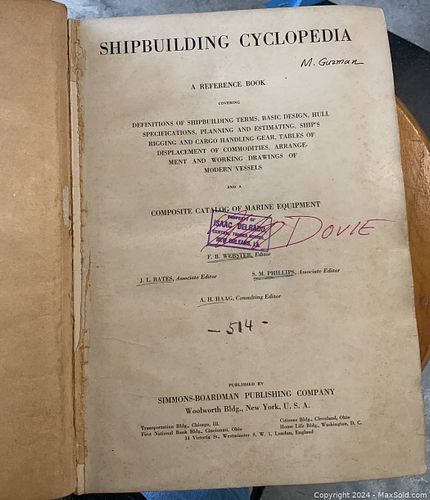 SHIPBUILDING CYCLOPEDIA
M. Guzman
A REFERENCE BOOK
COVERING
DEFINITIONS OF SHIPBUILDING TERMS, BASIC DESIGN, HULL
SPECIFICATIONS, PLANNING AND ESTIMATING, SHIP'S
RIGGING AND CARGO HANDLING GEAR, TABLES OF
DISPLACEMENT OF COMMODITIES, ARRANGE-
MENT AND WORKING DRAWINGS OF
MODERN VESSELS
AND A
COMPOSITE CATALOG OF MARINE EQUIPMENT
PROPERTY OF
ISAAC DELGADO
CENTRAL TRADES SCHOOL
NEW ORLEANS, LA.
DOVIE
F. B. WEBSTER, Editor
J. L. BATES, Associate Editor
S. M. PHILLIPS, Associate Editor
A. H. HAAG, Consulting Editor
- 514 -
PUBLISHED BY
SIMMONS-BOARDMAN PUBLISHING COMPANY
Woolworth Bldg., New York, U. S. A.
Transportation Bldg., Chicago, Ill.
Citizens Bldg., Cleveland, Ohio
First National Bank Bldg., Cincinnati, Ohio
Home Life Bldg., Washington, D. C.
34 Victoria St., Westminster S. W. 1, London, England
Copyright 2024 - MaxSold.com